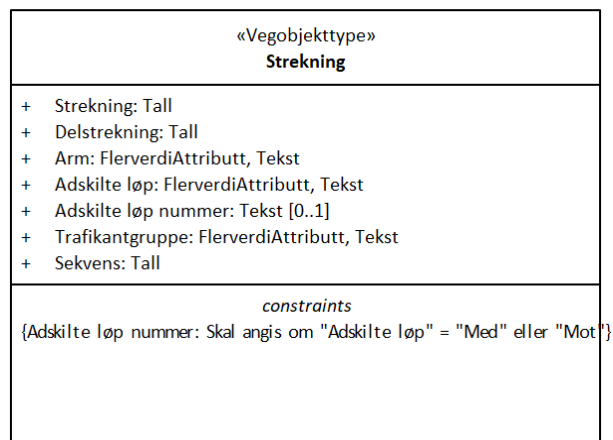 «Vegobjekttype»
Strekning
+ Strekning: Tall
+ Delstrekning: Tall
+ Arm: FlerverdiAttributt, Tekst
+ Adskilte løp: FlerverdiAttributt, Tekst
+ Adskilte løp nummer: Tekst [0..1]
+ Trafikantgruppe: FlerverdiAttributt, Tekst
+ Sekvens: Tall
constraints
{Adskilte løp nummer: Skal angis om "Adskilte løp" = "Med" eller "Mot"}